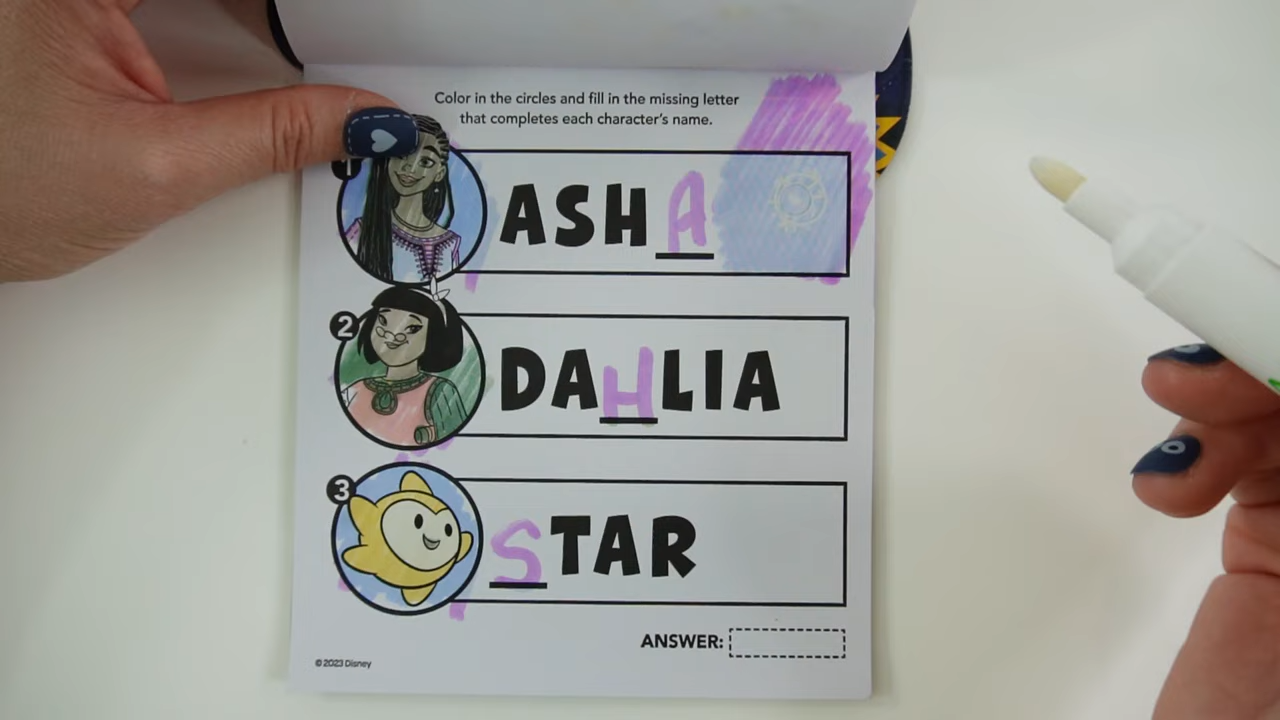 Color in the circles and fill in the missing letter
that completes each character's name.
1
ASHA
2
DAHLIA
3
STAR
ANSWER:
© 2023 Disney